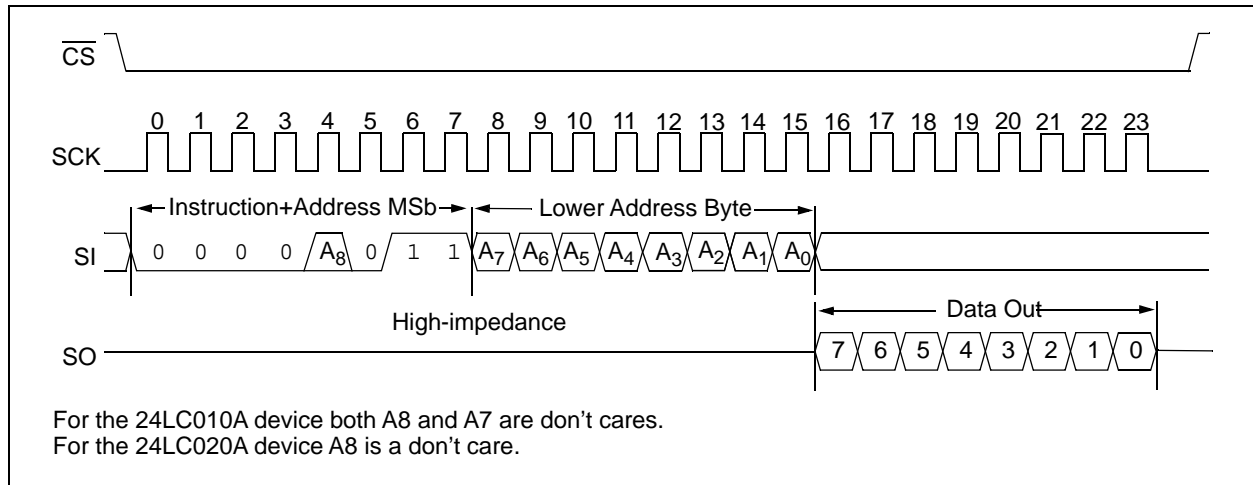 CS
0 1 2 3 4 5 6 7 8 9 10 11 12 13 14 15 16 17 18 19 20 21 22 23
SCK
Instruction+Address MSb Lower Address Byte
SI 0 0 0 0 A8 0 1 1 A7 A6 A5 A4 A3 A2 A1 A0
Data Out
High-impedance
SO 7 6 5 4 3 2 1 0
For the 24LC010A device both A8 and A7 are don't cares.
For the 24LC020A device A8 is a don't care.